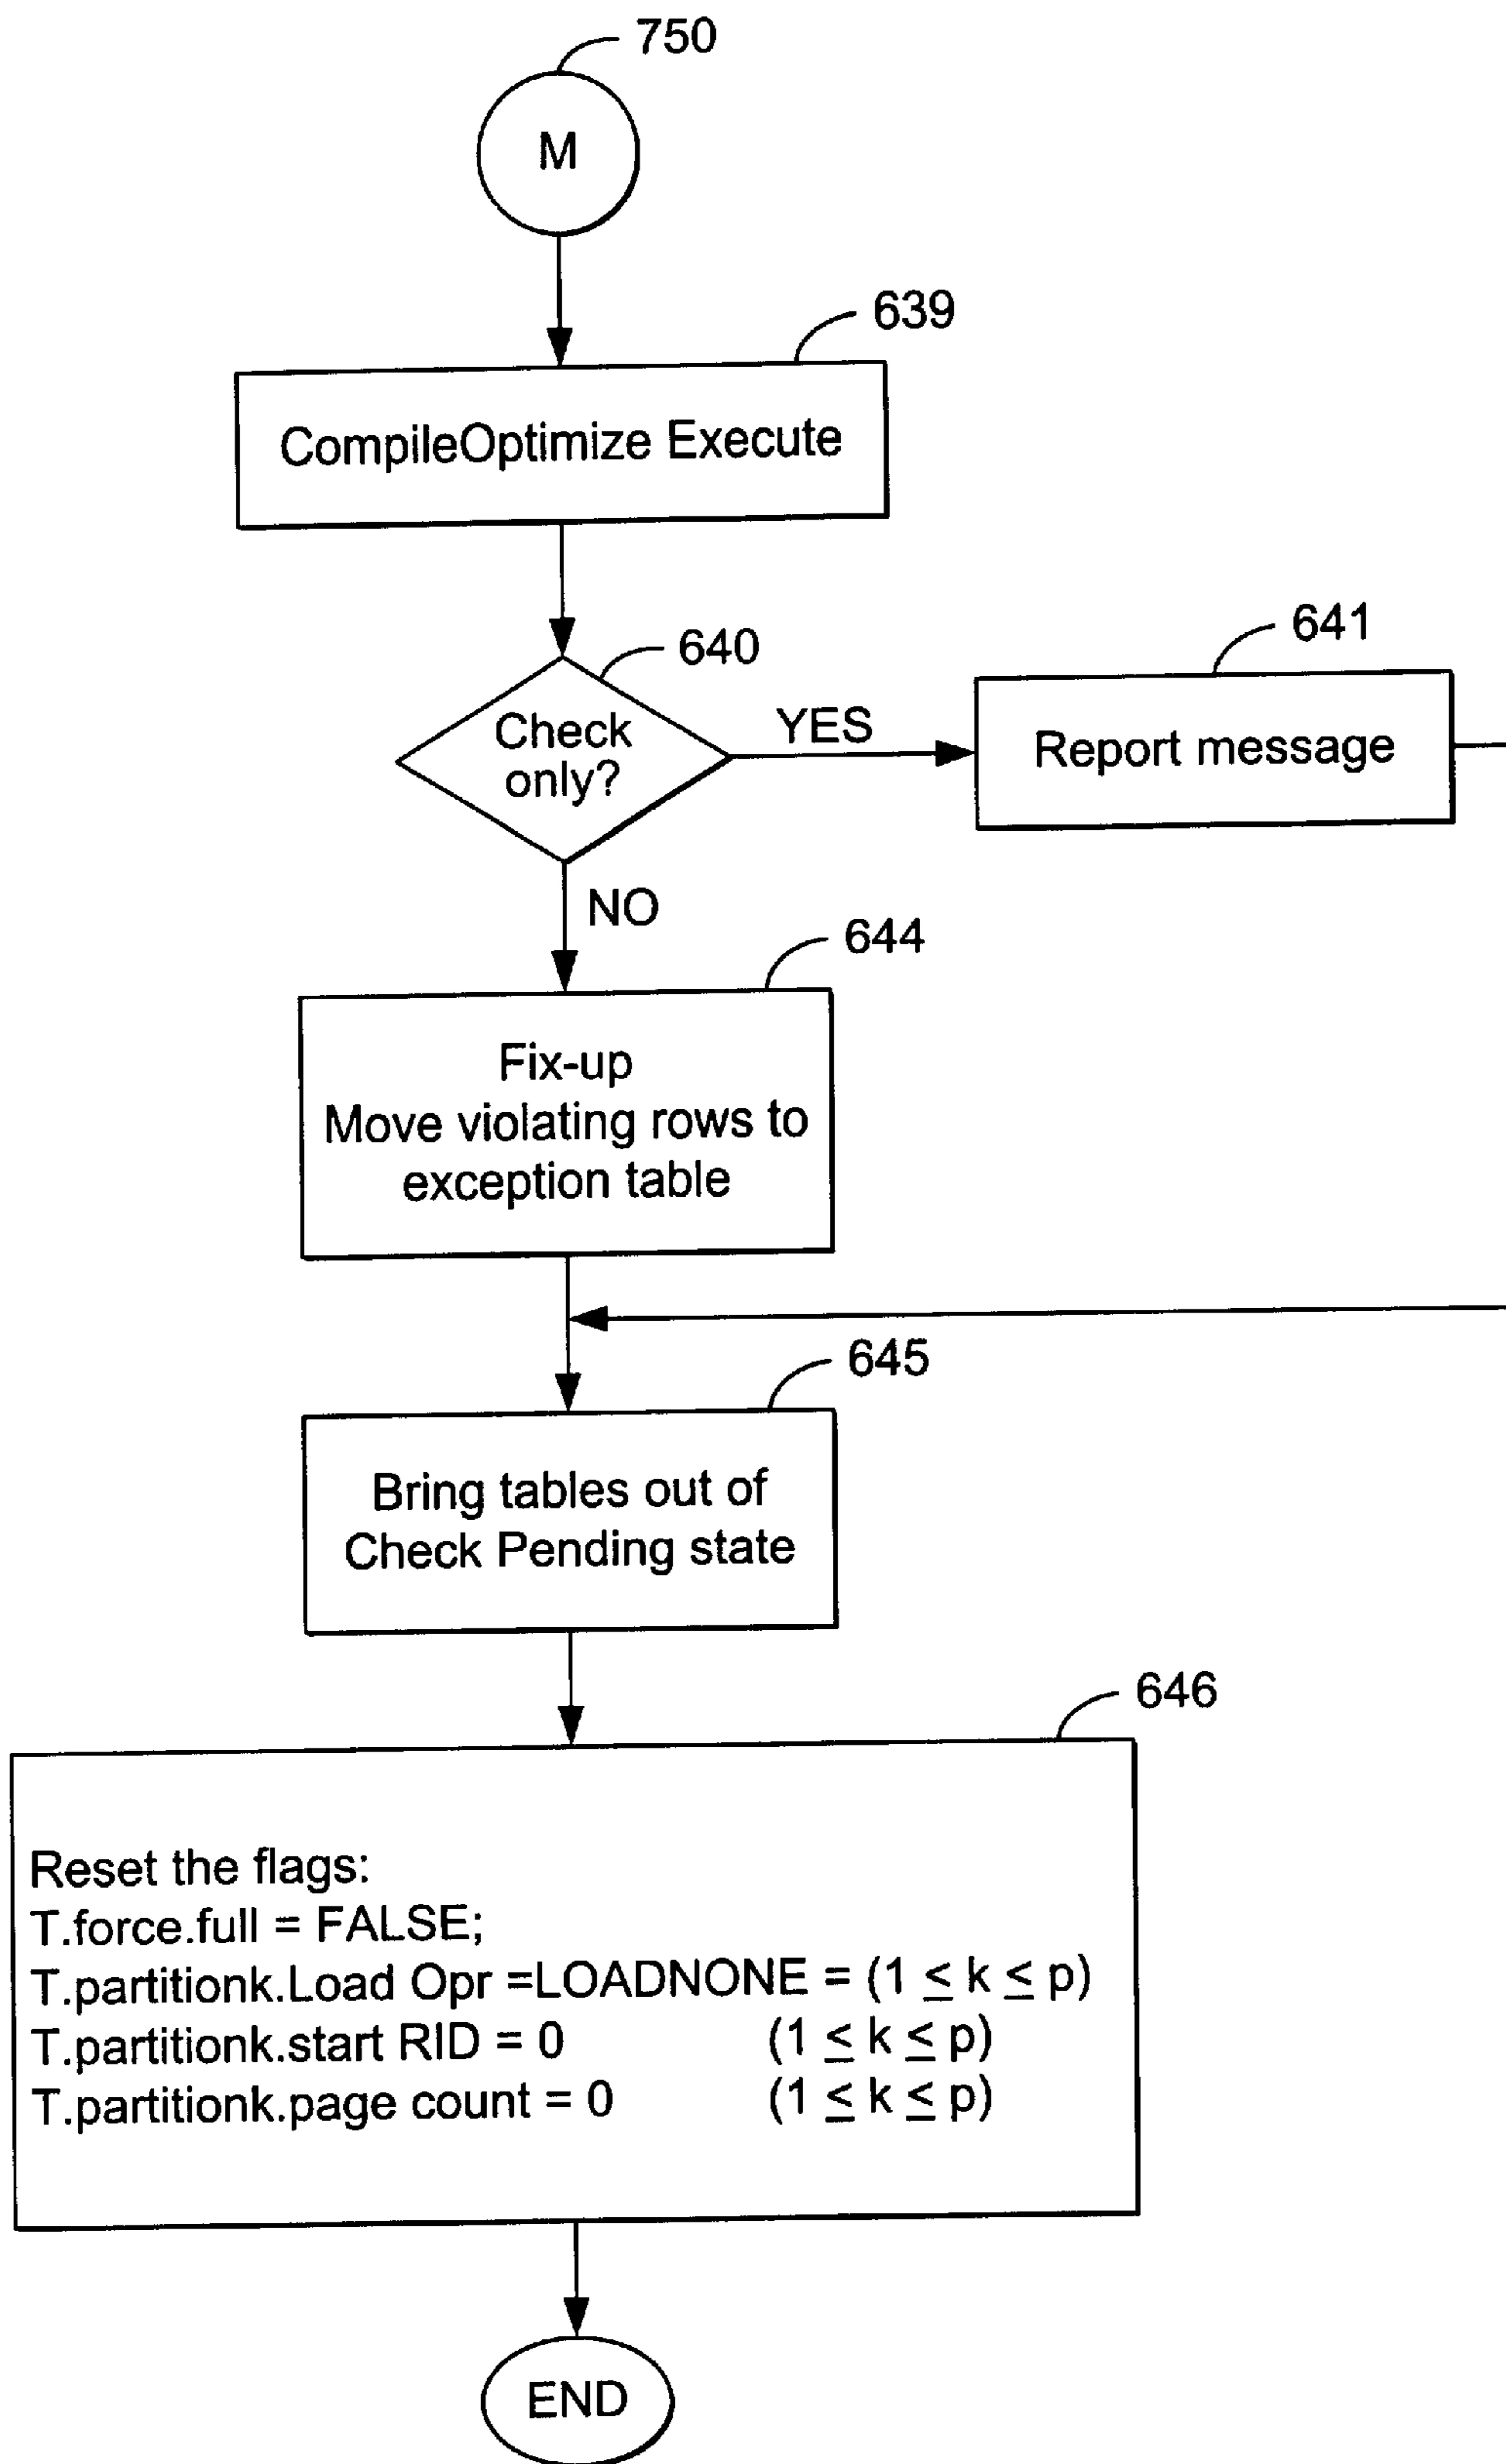 750
M
639
CompileOptimize Execute
640
Check
only?
YES
641
Report message
NO
644
Fix-up
Move violating rows to
exception table
645
Bring tables out of
Check Pending state
646
Reset the flags:
T.force.full = FALSE;
T.partitionk.Load Opr =LOADNONE = (1 ≤ k ≤ p)
T.partitionk.start RID = 0 (1 ≤ k ≤ p)
T.partitionk.page count = 0 (1 ≤ k ≤ p)
END